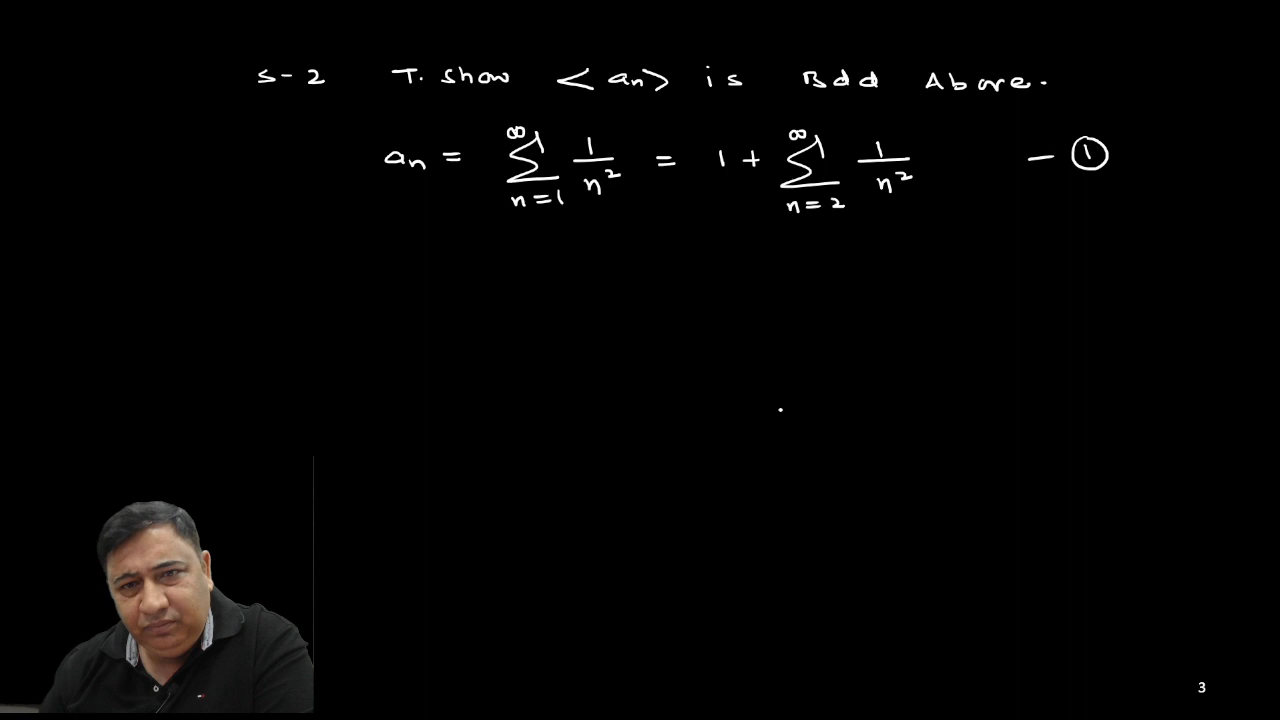 S-2 T. show <an> is Bdd Above.
an = ∞∑n=1 1/n² = 1 + ∞∑n=2 1/n² — ①
3